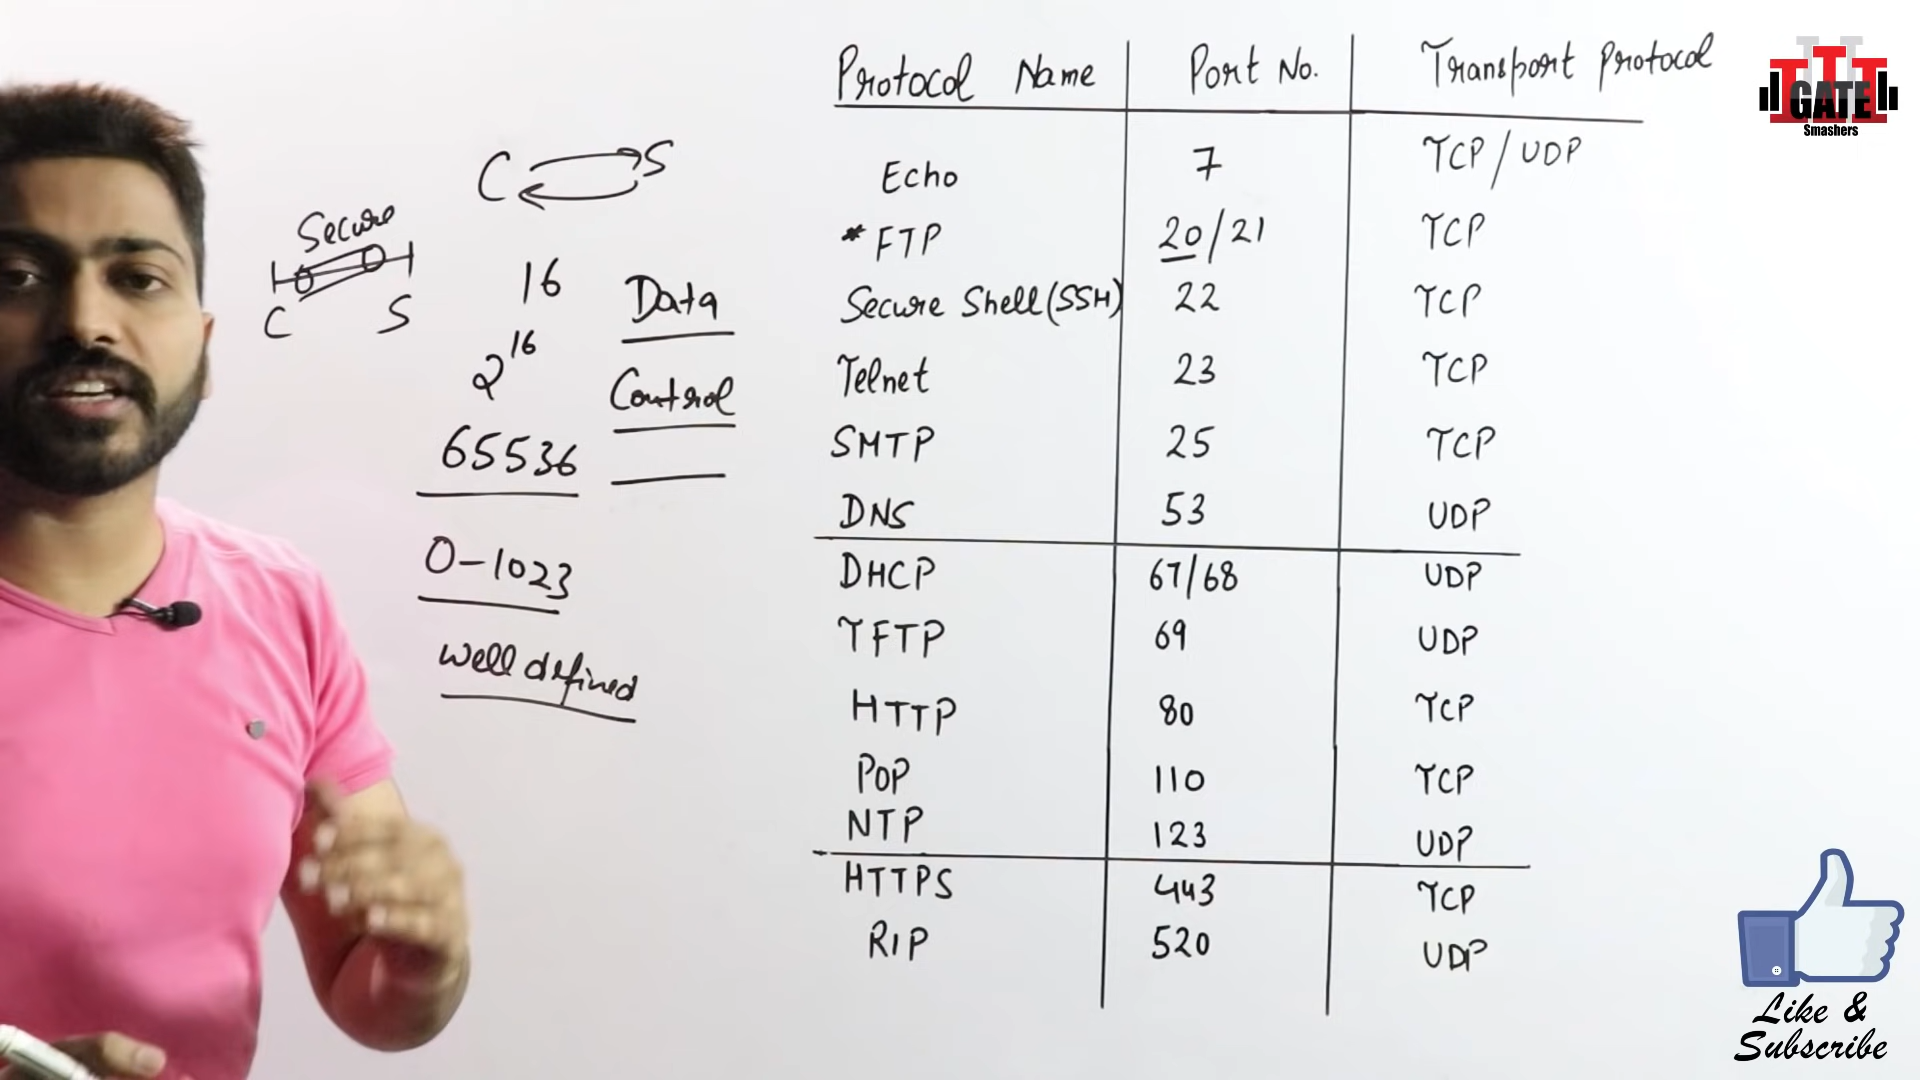 Protocol Name Port No. Transport Protocol
Echo 7 TCP/UDP
*FTP 20/21 TCP
Secure Shell(SSH) 22 TCP
Telnet 23 TCP
SMTP 25 TCP
DNS 53 UDP
DHCP 67/68 UDP
TFTP 69 UDP
HTTP 80 TCP
POP 110 TCP
NTP 123 UDP
HTTPS 443 TCP
RIP 520 UDP
C S
Secure
C S
16
2^16
65536
0-1023
Well defined
Data
Control
GATE
Smashers
Like &
Subscribe